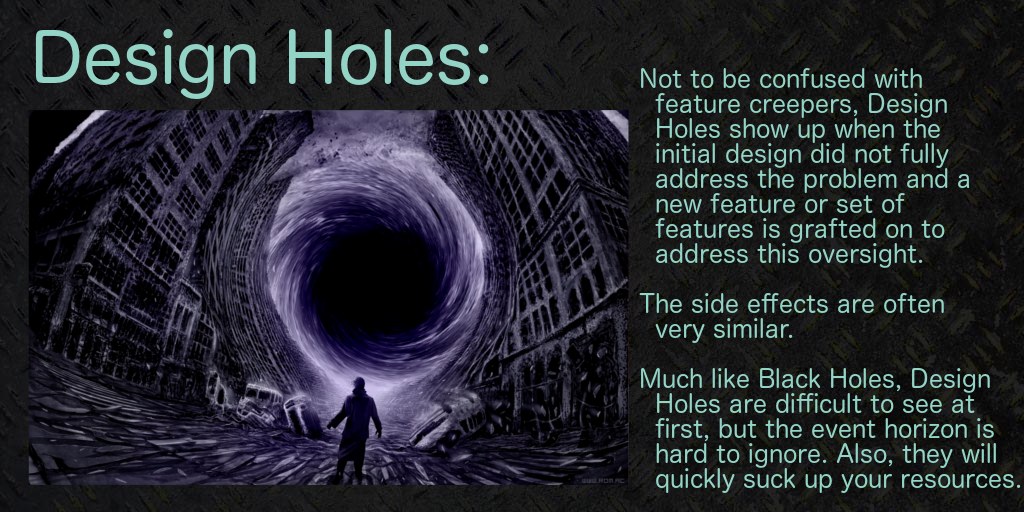 Design Holes:
Not to be confused with
feature creepers, Design
Holes show up when the
initial design did not fully
address the problem and a
new feature or set of
features is grafted on to
address this oversight.
The side effects are often
very similar.
Much like Black Holes, Design
Holes are difficult to see at
first, but the event horizon is
hard to ignore. Also, they will
quickly suck up your resources.